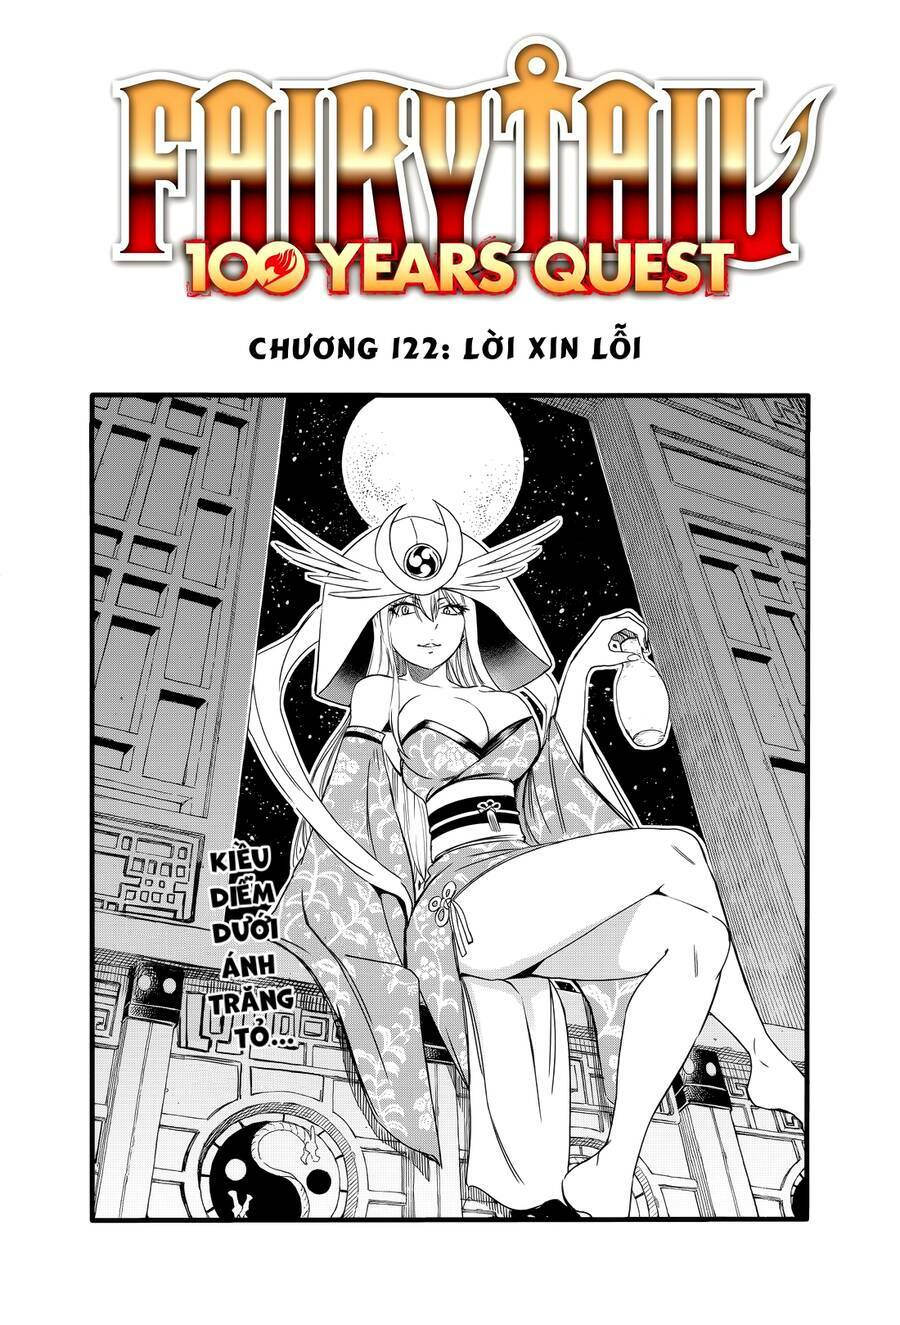 FAIRY TAIL
100 YEARS QUEST
CHƯƠNG 122: LỜI XIN LỖI
KIỀU
DIỄM
DƯỚI
ÁNH
TRĂNG
TỎ...